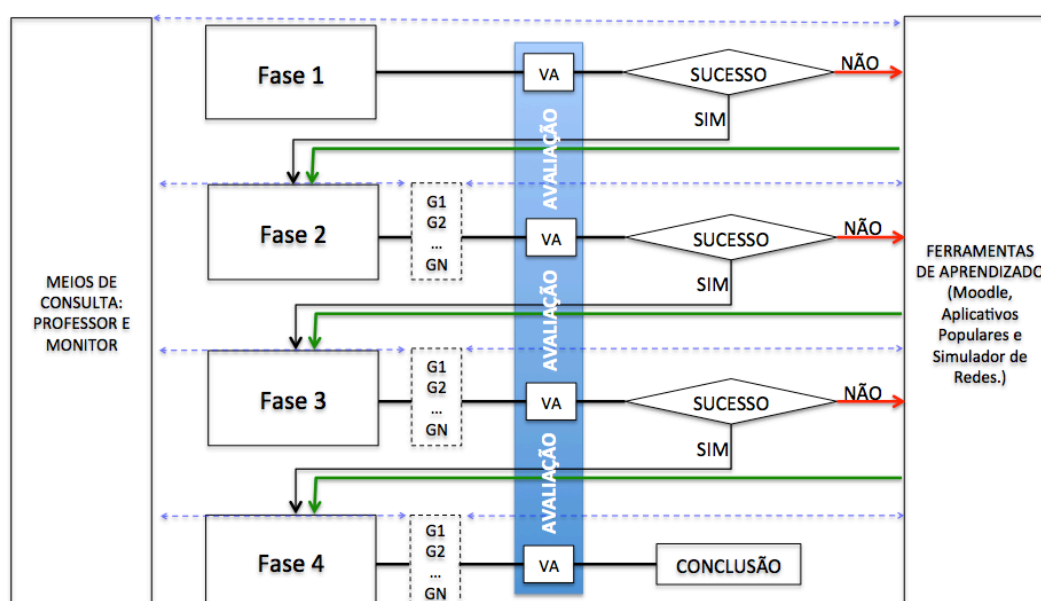 MEIOS DE
CONSULTA:
PROFESSOR E
MONITOR
Fase 1
VA
SUCESSO
NÃO
SIM
AVALIAÇÃO
Fase 2
G1
G2
...
GN
VA
SUCESSO
NÃO
SIM
AVALIAÇÃO
Fase 3
G1
G2
...
GN
VA
SUCESSO
NÃO
SIM
AVALIAÇÃO
Fase 4
G1
G2
...
GN
VA
CONCLUSÃO
FERRAMENTAS
DE APRENDIZADO
(Moodle,
Aplicativos
Populares e
Simulador de
Redes.)